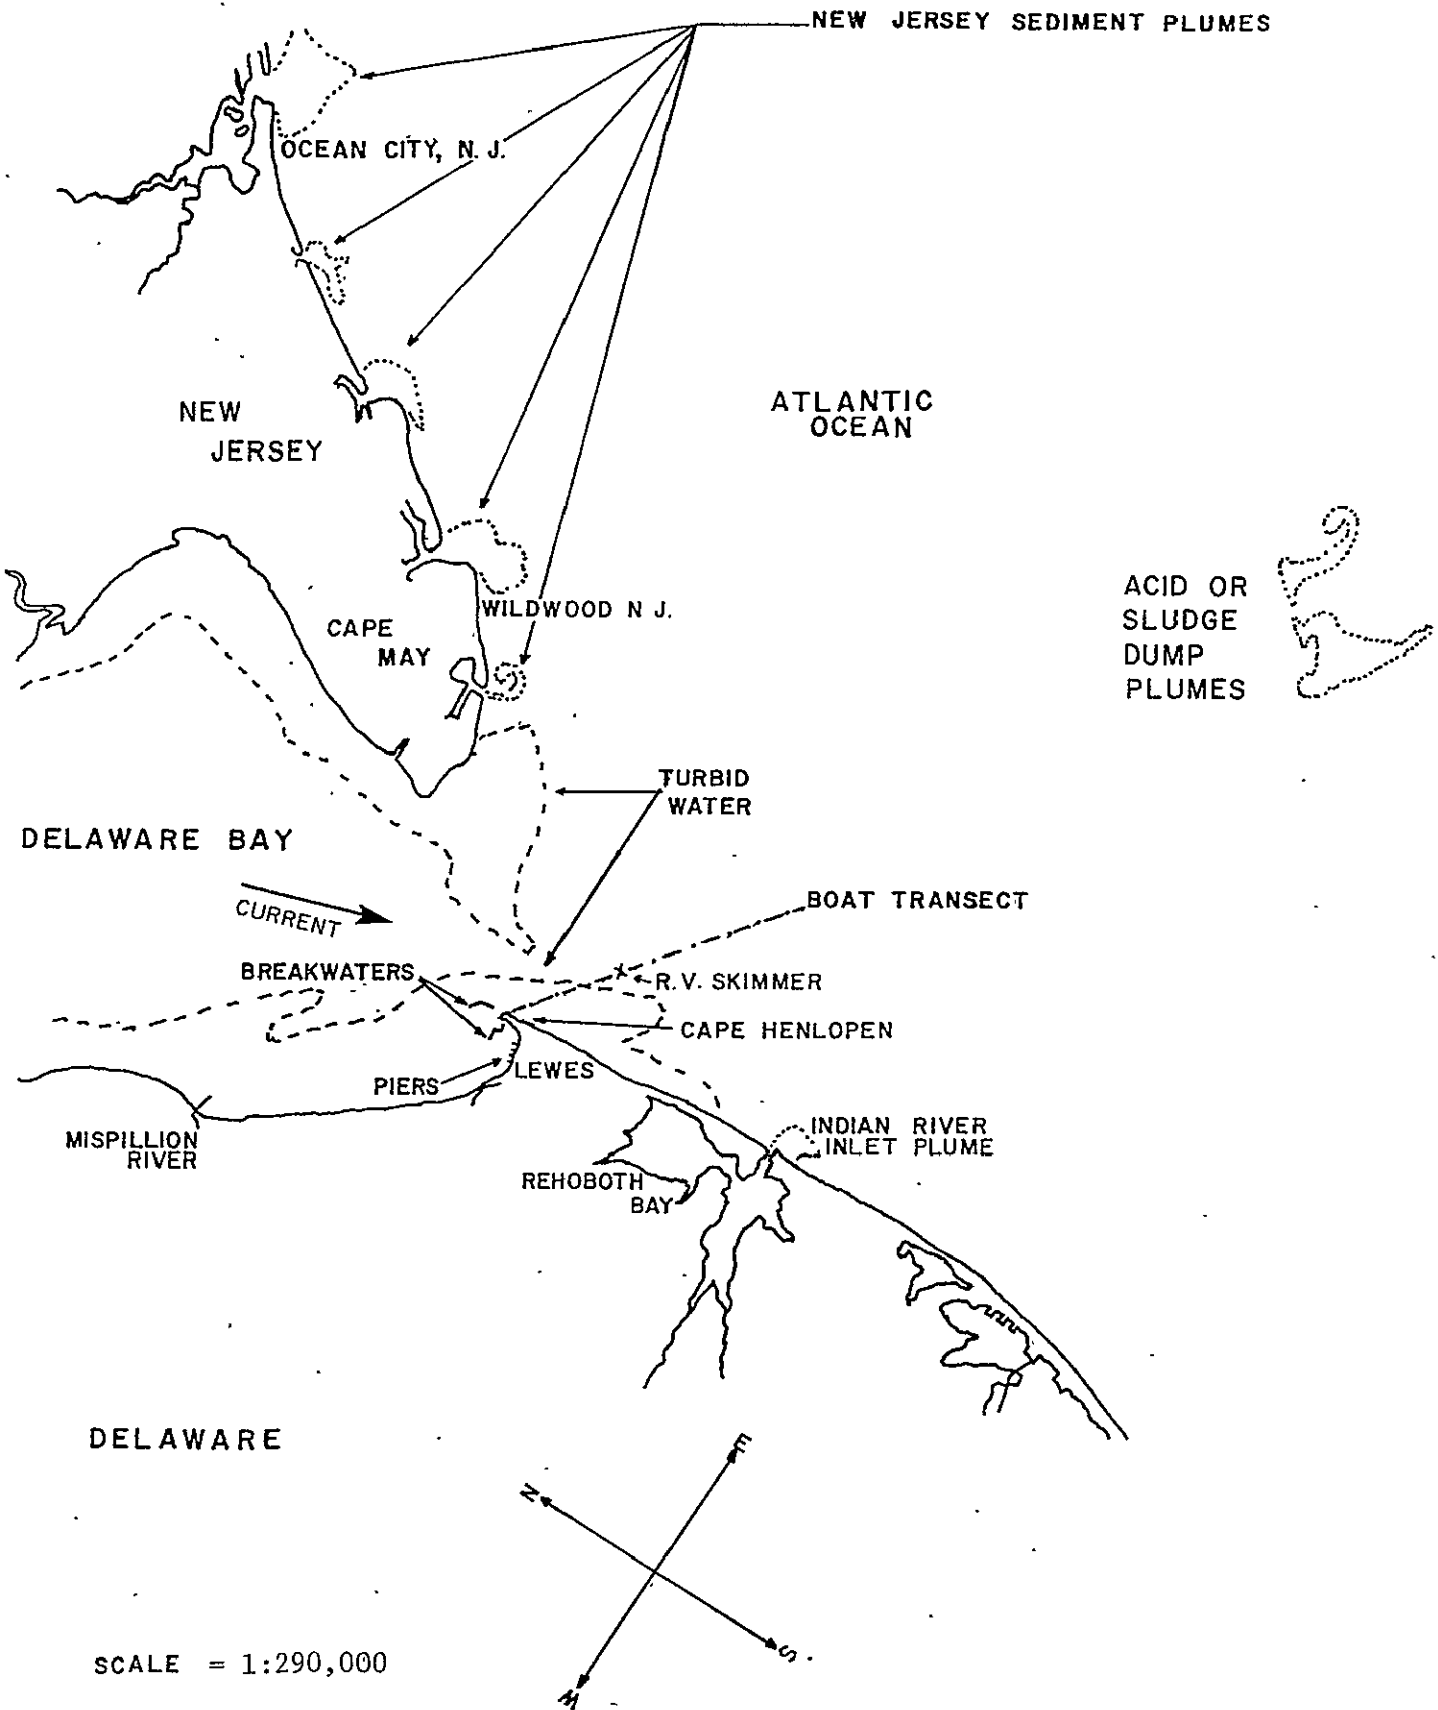 NEW JERSEY SEDIMENT PLUMES
OCEAN CITY, N.J.
NEW
JERSEY
ATLANTIC
OCEAN
ACID OR
SLUDGE
DUMP
PLUMES
WILDWOOD N J.
CAPE
MAY
TURBID
WATER
DELAWARE BAY
CURRENT
BOAT TRANSECT
BREAKWATERS
R.V. SKIMMER
CAPE HENLOPEN
PIERS
LEWES
MISPILLION
RIVER
INDIAN RIVER
INLET PLUME
REHOBOTH
BAY
DELAWARE
E
N
S
W
SCALE = 1:290,000